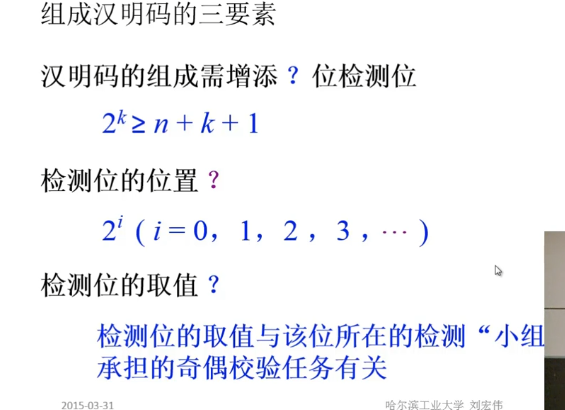 组成汉明码的三要素
汉明码的组成需增添 ？位检测位
2^k ≥ n + k + 1
检测位的位置？
2^i ( i = 0， 1， 2 ， 3 ，⋯ )
检测位的取值？
检测位的取值与该位所在的检测“小组
承担的奇偶校验任务有关
2015-03-31 哈尔滨工业大学 刘宏伟